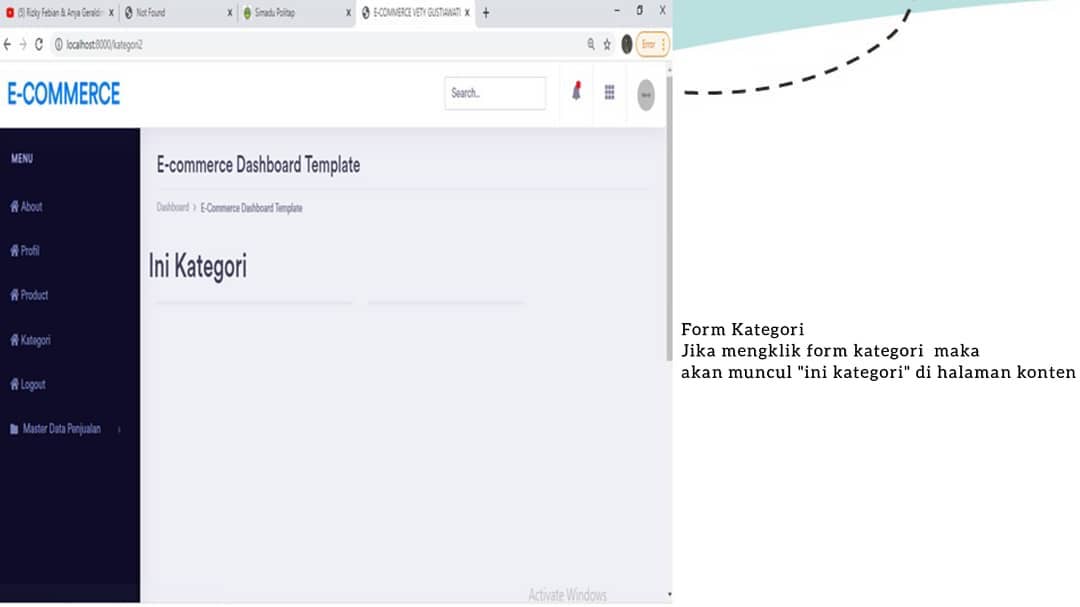 (5) Rizky Febian & Anya Geraldin
Not Found
Simadu Politap
E-COMMERCE VETY GUSTIAWATI
localhost:8000/kategori2
Error
E-COMMERCE
Search..
MENU
About
Profil
Product
Kategori
Logout
Master Data Penjualan
E-commerce Dashboard Template
Dashboard › E-Commerce Dashboard Template
Ini Kategori
Activate Windows
Form Kategori
Jika mengklik form kategori maka
akan muncul "ini kategori" di halaman konten